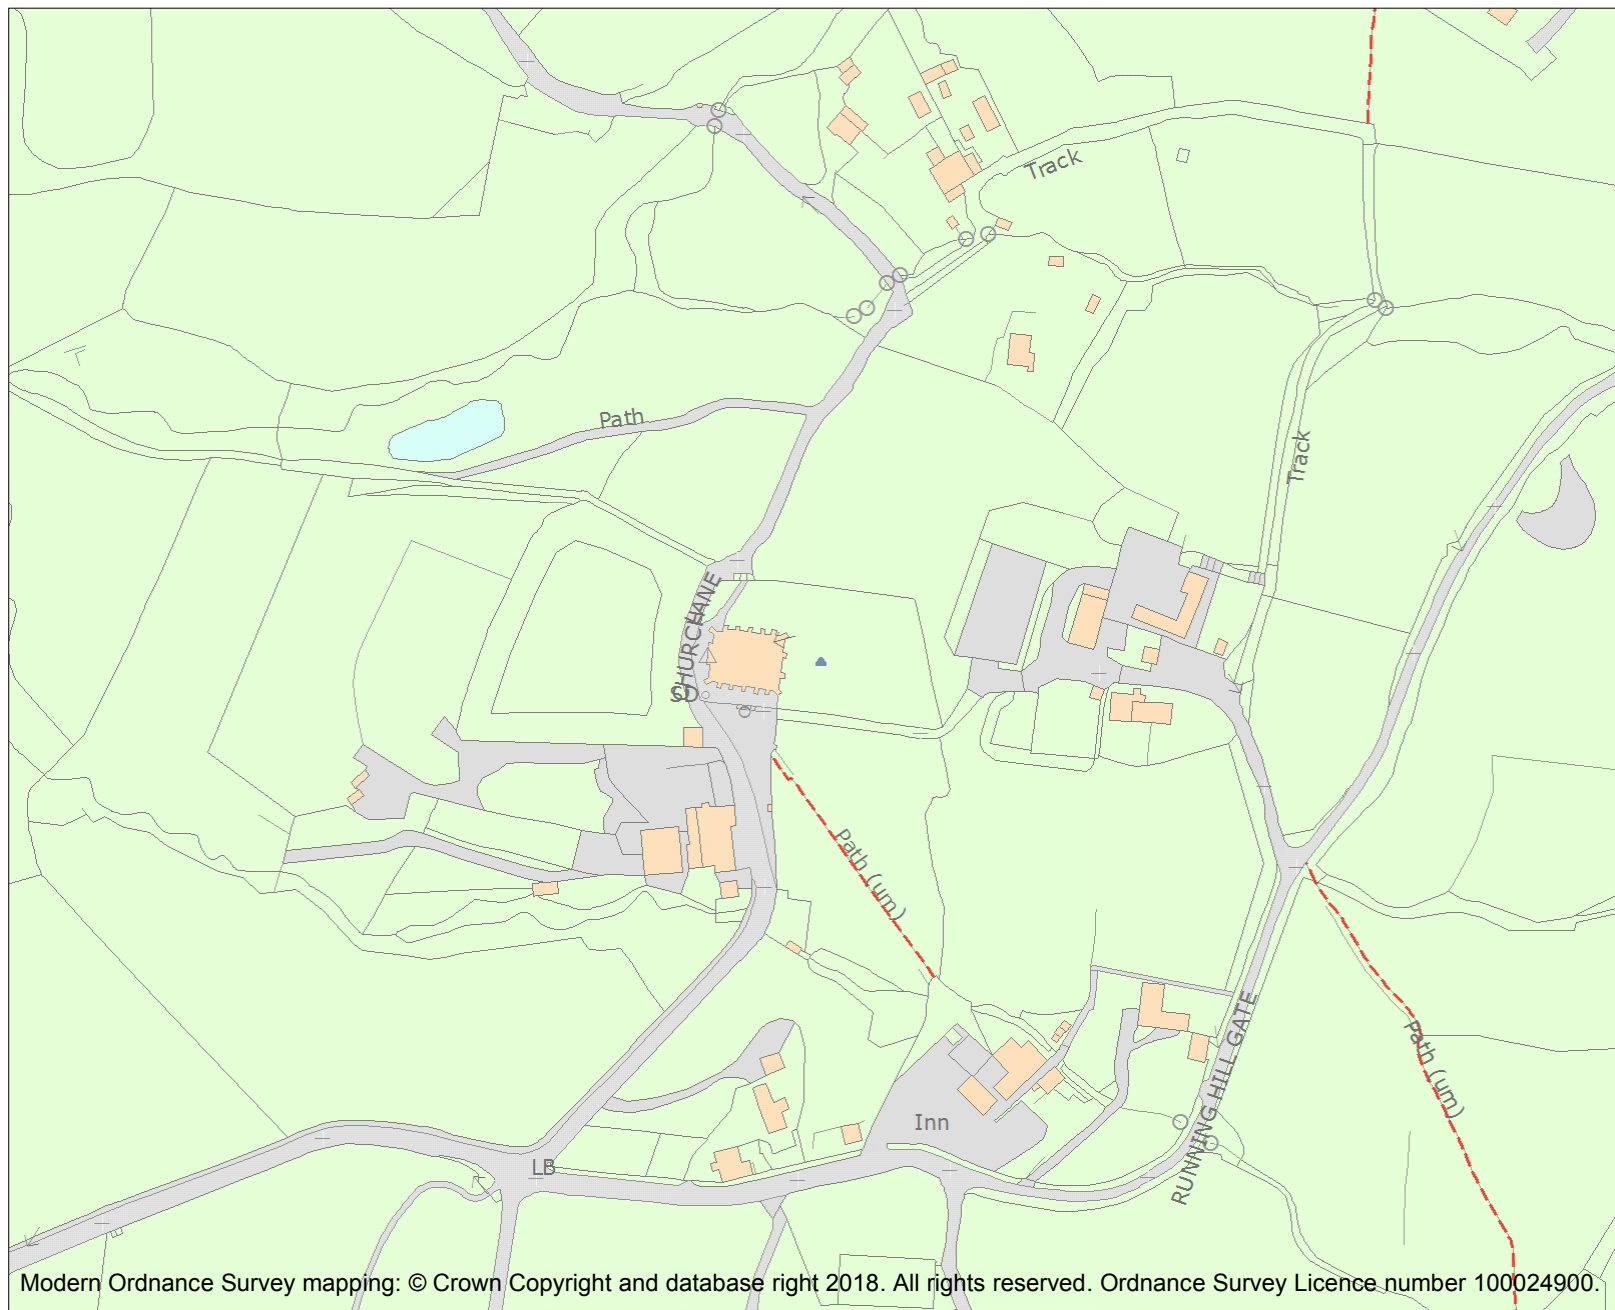 Track
Path
Track
CHURCH LANE
SD
Path (um)
RUNNING HILL GATE
Path (um)
Inn
LB
Modern Ordnance Survey mapping: © Crown Copyright and database right 2018. All rights reserved. Ordnance Survey Licence number 100024900.